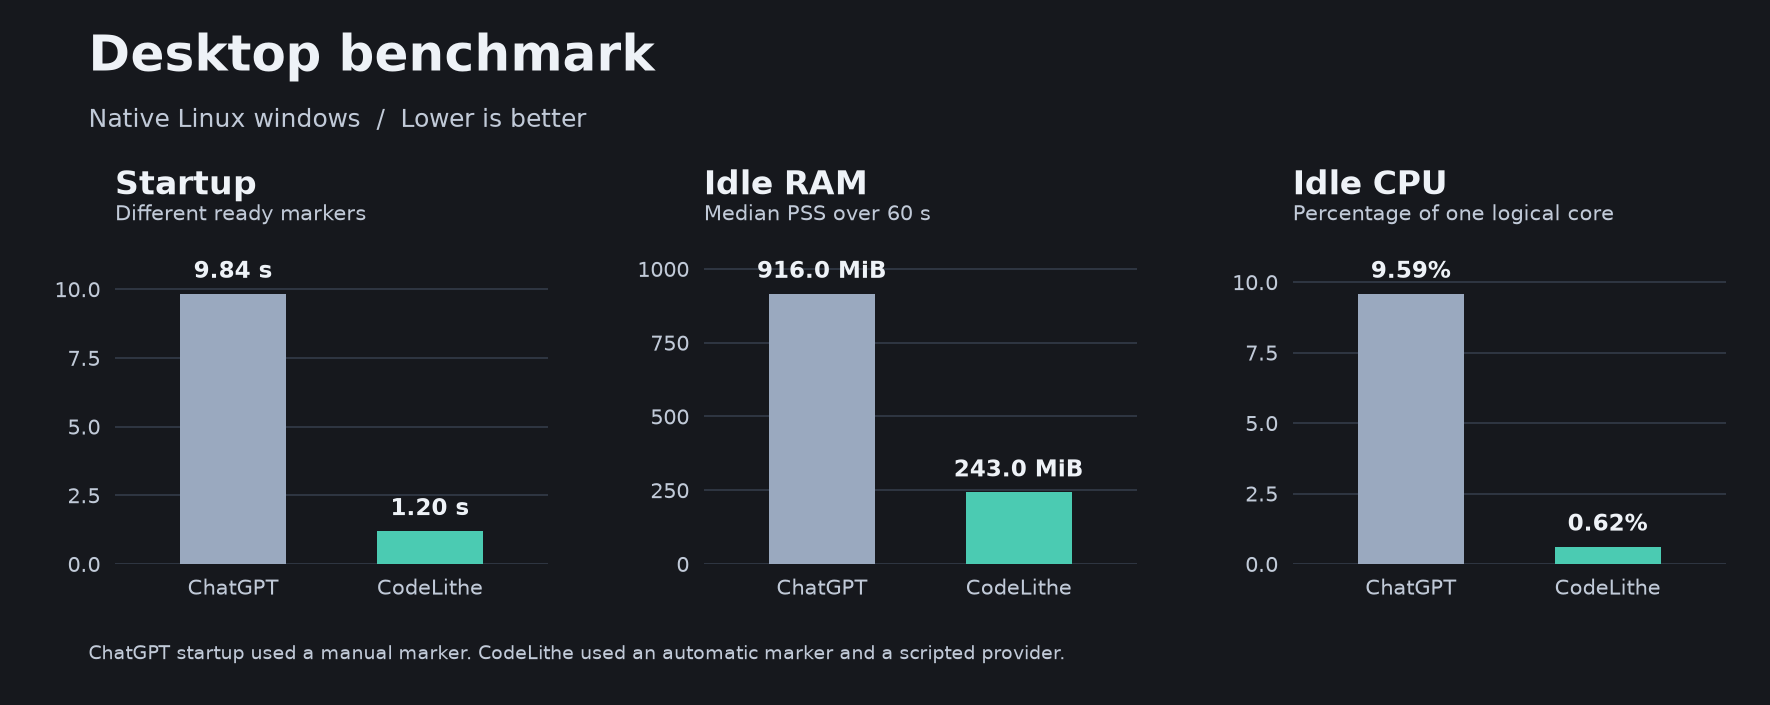 Desktop benchmark
Native Linux windows / Lower is better
Startup
Different ready markers
10.0
7.5
5.0
2.5
0.0
9.84 s
1.20 s
ChatGPT
CodeLithe
Idle RAM
Median PSS over 60 s
1000
750
500
250
0
916.0 MiB
243.0 MiB
ChatGPT
CodeLithe
Idle CPU
Percentage of one logical core
10.0
7.5
5.0
2.5
0.0
9.59%
0.62%
ChatGPT
CodeLithe
ChatGPT startup used a manual marker. CodeLithe used an automatic marker and a scripted provider.